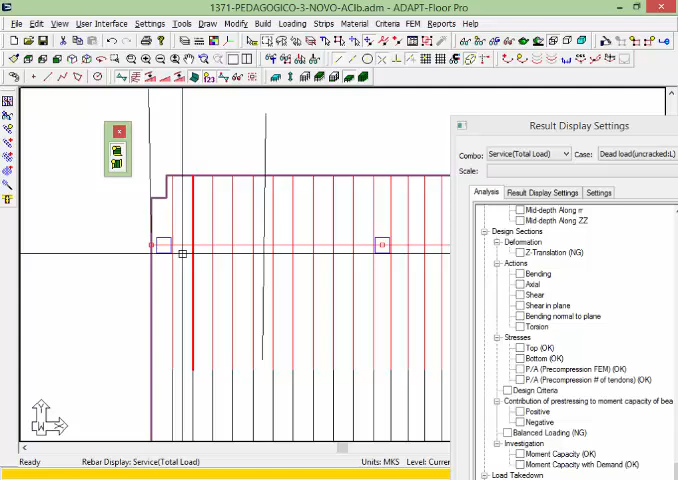 1371-PEDAGOGICO-3-NOVO-ACIb.adm - ADAPT-Floor Pro
File Edit View User Interface Settings Tools Draw Modify Build Loading Strips Material Criteria FEM Reports Help
Result Display Settings
Combo: Service(Total Load) Case: Dead load(uncracked:L)
Scale:
Analysis Result Display Settings Settings
Mid-depth Along rr
Mid-depth Along ZZ
Design Sections
Deformation
Z-Translation (NG)
Actions
Bending
Axial
Shear
Shear in plane
Bending normal to plane
Torsion
Stresses
Top (OK)
Bottom (OK)
P/A (Precompression FEM) (OK)
P/A (Precompression # of tendons) (OK)
Design Criteria
Contribution of prestressing to moment capacity of bea
Positive
Negative
Balanced Loading (NG)
Investigation
Moment Capacity (OK)
Moment Capacity with Demand (OK)
Load Takedown
Y
W X
Ready Rebar Display: Service(Total Load) Units: MKS Level: Curren